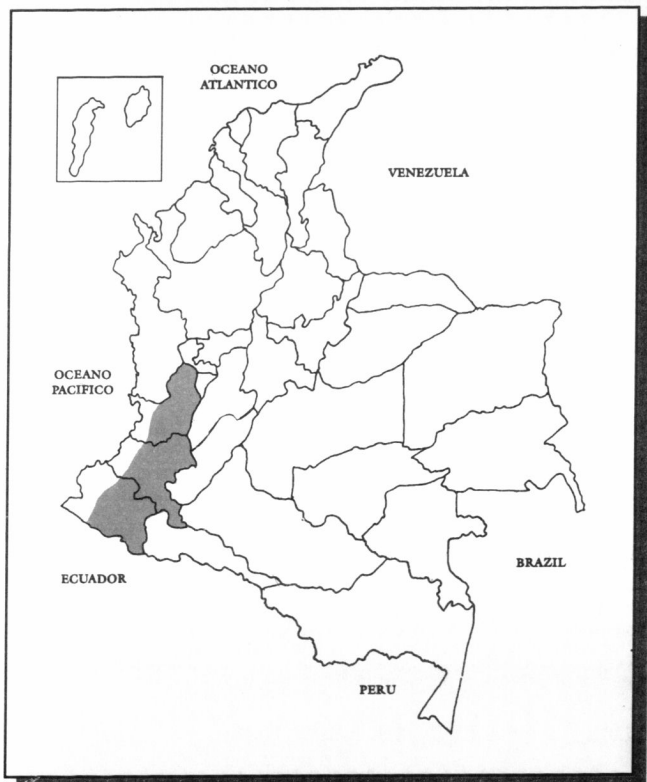 OCEANO
ATLANTICO
VENEZUELA
OCEANO
PACIFICO
ECUADOR
BRAZIL
PERU